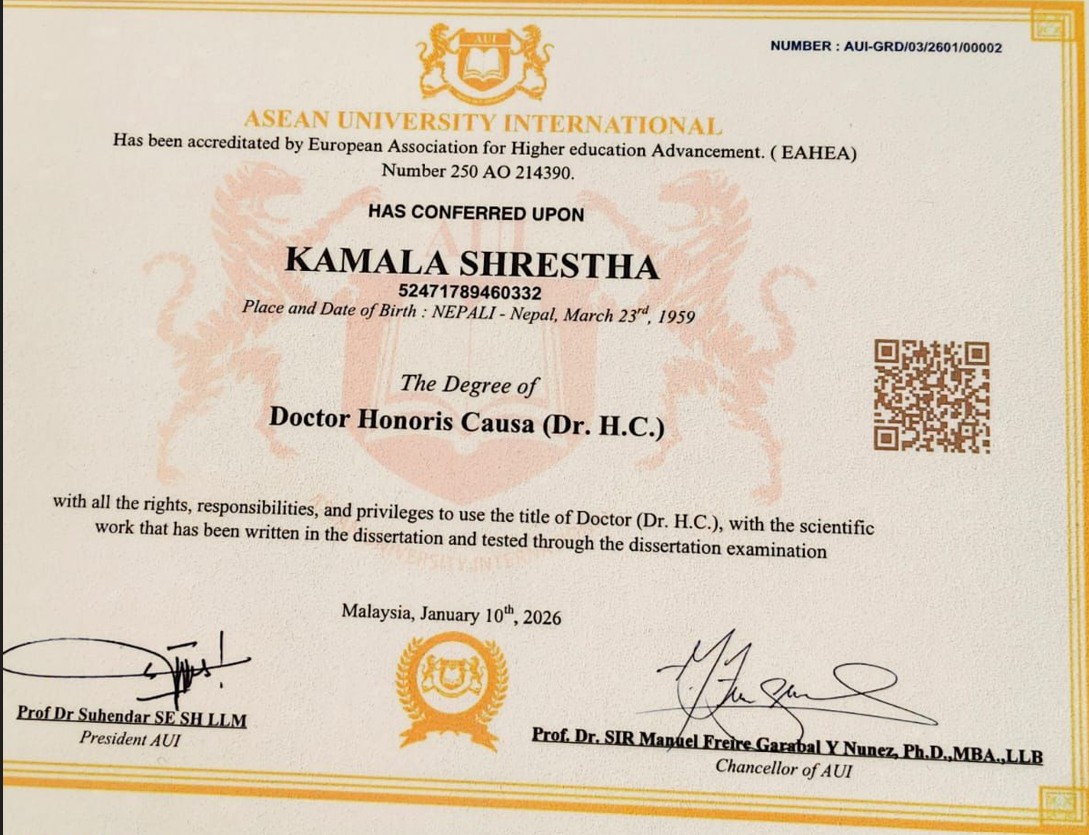 NUMBER : AUI-GRD/03/2601/00002
AUI
ASEAN UNIVERSITY INTERNATIONAL
Has been accredited by European Association for Higher education Advancement. ( EAHEA)
Number 250 AO 214390.
HAS CONFERRED UPON
KAMALA SHRESTHA
52471789460332
Place and Date of Birth : NEPALI - Nepal, March 23rd, 1959
The Degree of
Doctor Honoris Causa (Dr. H.C.)
with all the rights, responsibilities, and privileges to use the title of Doctor (Dr. H.C.), with the scientific
work that has been written in the dissertation and tested through the dissertation examination
Malaysia, January 10th, 2026
Prof Dr Suhendar SE SH LLM
President AUI
Prof. Dr. SIR Manuel Freire Garabal Y Nunez, Ph.D.,MBA.,LLB
Chancellor of AUI